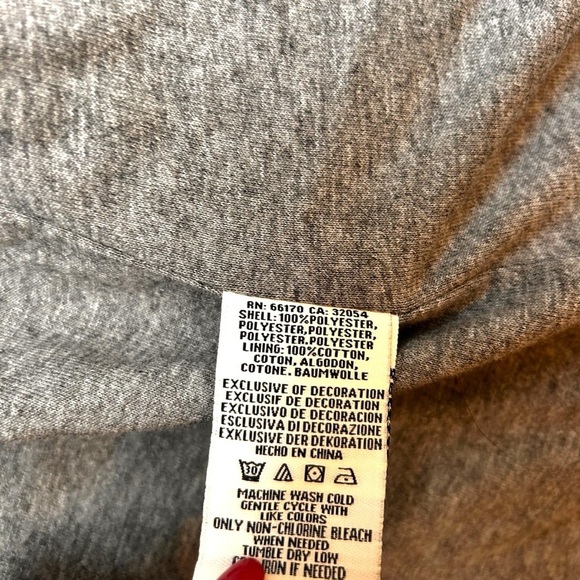 RN: 66170 CA: 32054
SHELL: 100%POLYESTER,
POLYESTER,POLYESTER,
POLIESTER.POLYESTER
LINING: 100%COTTON,
COTON, ALGODON,
COTONE. BAUMWOLLE
EXCLUSIVE OF DECORATION
EXCLUSIF DE DECORATION
EXCLUSIVO DE DECORACION
ESCLUSIVA DI DECORAZIONE
EXKLUSIVE DER DEKORATION
HECHO EN CHINA
30
MACHINE WASH COLD
GENTLE CYCLE WITH
LIKE COLORS
ONLY NON-CHLORINE BLEACH
WHEN NEEDED
TUMBLE DRY LOW
IRON IF NEEDED